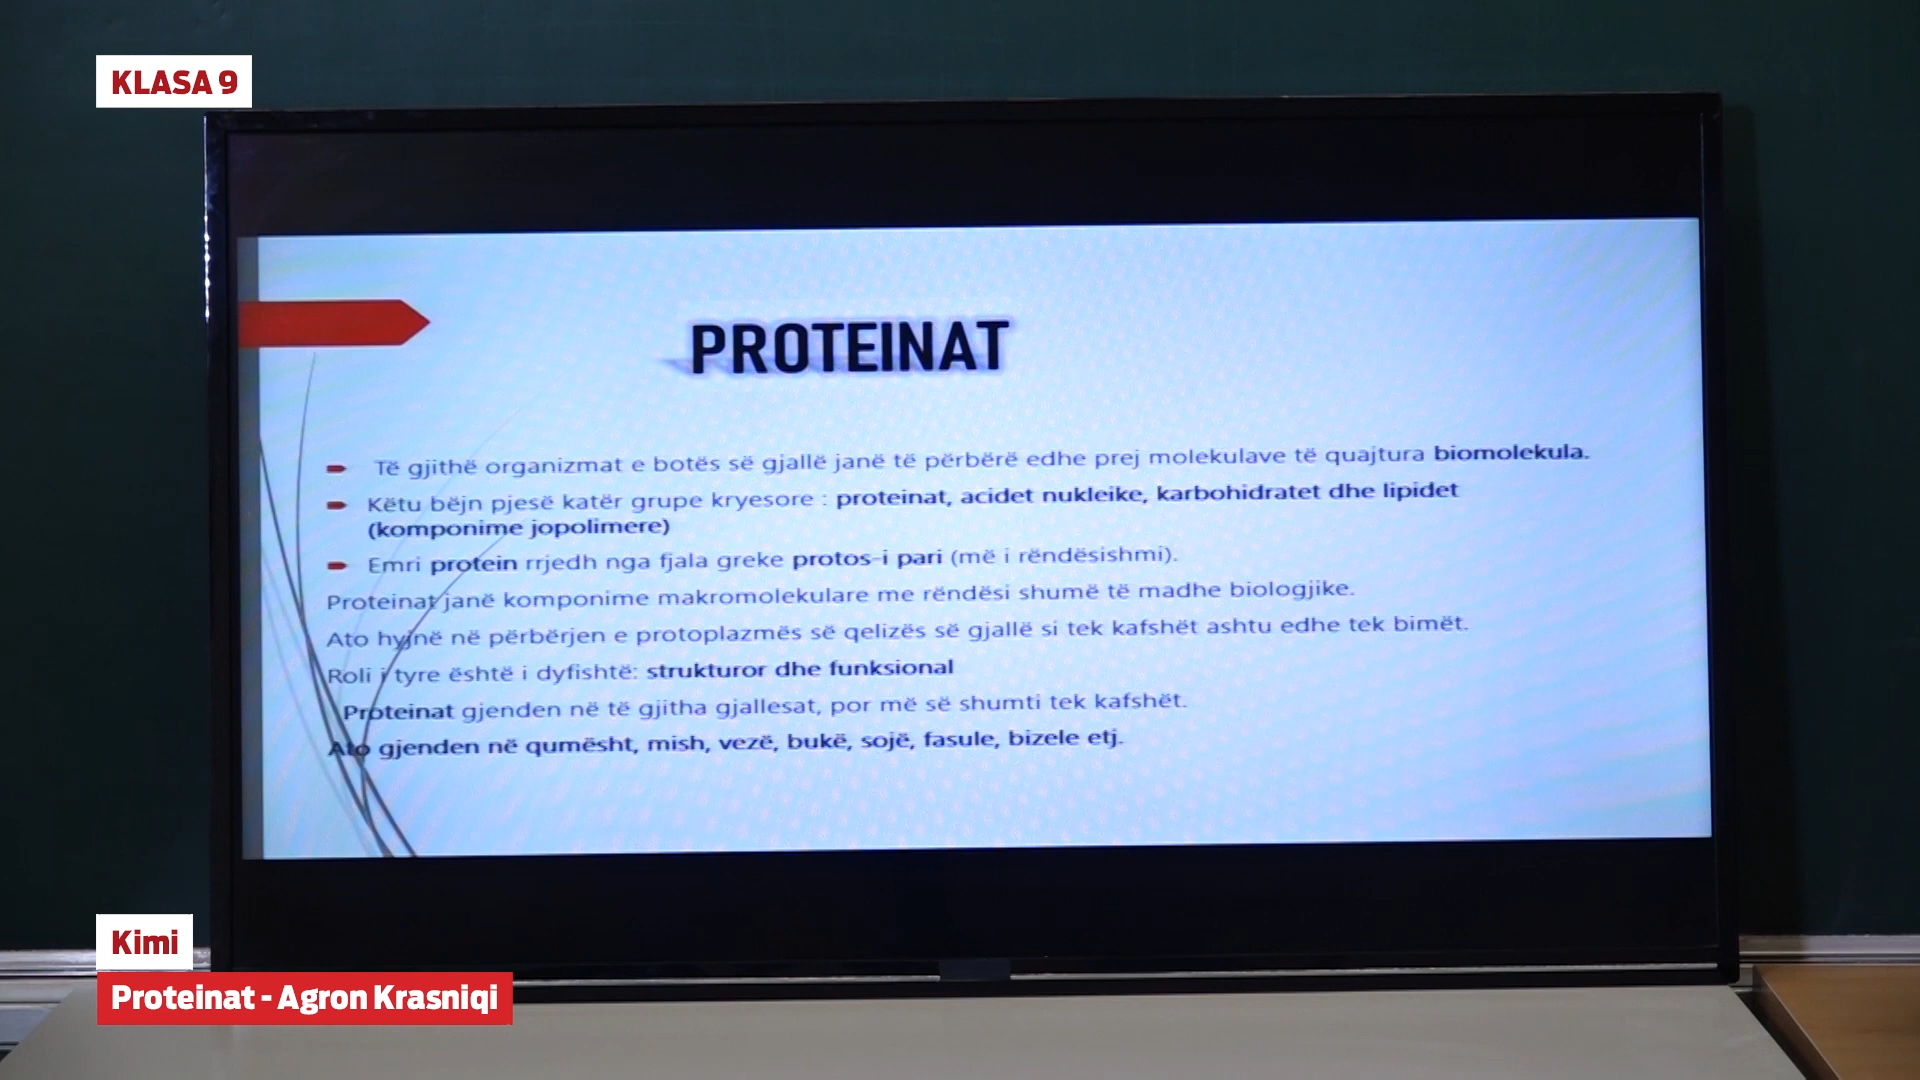 KLASA 9
PROTEINAT
Të gjithë organizmat e botës së gjallë janë të përbërë edhe prej molekulave të quajtura biomolekula.
Këtu bëjn pjesë katër grupe kryesore : proteinat, acidet nukleike, karbohidratet dhe lipidet
(komponime jopolimere)
Emri protein rrjedh nga fjala greke protos-i pari (më i rëndësishmi).
Proteinat janë komponime makromolekulare me rëndësi shumë të madhe biologjike.
Ato hyjnë në përbërjen e protoplazmës së qelizës së gjallë si tek kafshët ashtu edhe tek bimët.
Roli i tyre është i dyfishtë: strukturor dhe funksional
Proteinat gjenden në të gjitha gjallesat, por më së shumti tek kafshët.
Ato gjenden në qumësht, mish, vezë, bukë, sojë, fasule, bizele etj.
Kimi
Proteinat - Agron Krasniqi